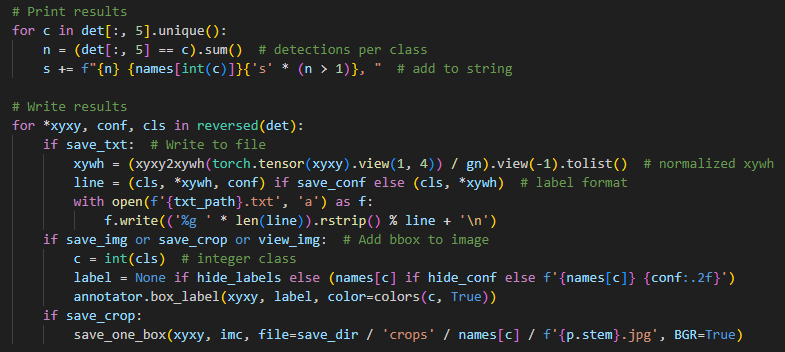 # Print results
for c in det[:, 5].unique():
    n = (det[:, 5] == c).sum()  # detections per class
    s += f"{n} {names[int(c)]}{'s' * (n > 1)}, "  # add to string

# Write results
for *xyxy, conf, cls in reversed(det):
    if save_txt:  # Write to file
        xywh = (xyxy2xywh(torch.tensor(xyxy).view(1, 4)) / gn).view(-1).tolist()  # normalized xywh
        line = (cls, *xywh, conf) if save_conf else (cls, *xywh)  # label format
        with open(f'{txt_path}.txt', 'a') as f:
            f.write(('%g ' * len(line)).rstrip() % line + '\n')
    if save_img or save_crop or view_img:  # Add bbox to image
        c = int(cls)  # integer class
        label = None if hide_labels else (names[c] if hide_conf else f'{names[c]} {conf:.2f}')
        annotator.box_label(xyxy, label, color=colors(c, True))
    if save_crop:
        save_one_box(xyxy, imc, file=save_dir / 'crops' / names[c] / f'{p.stem}.jpg', BGR=True)